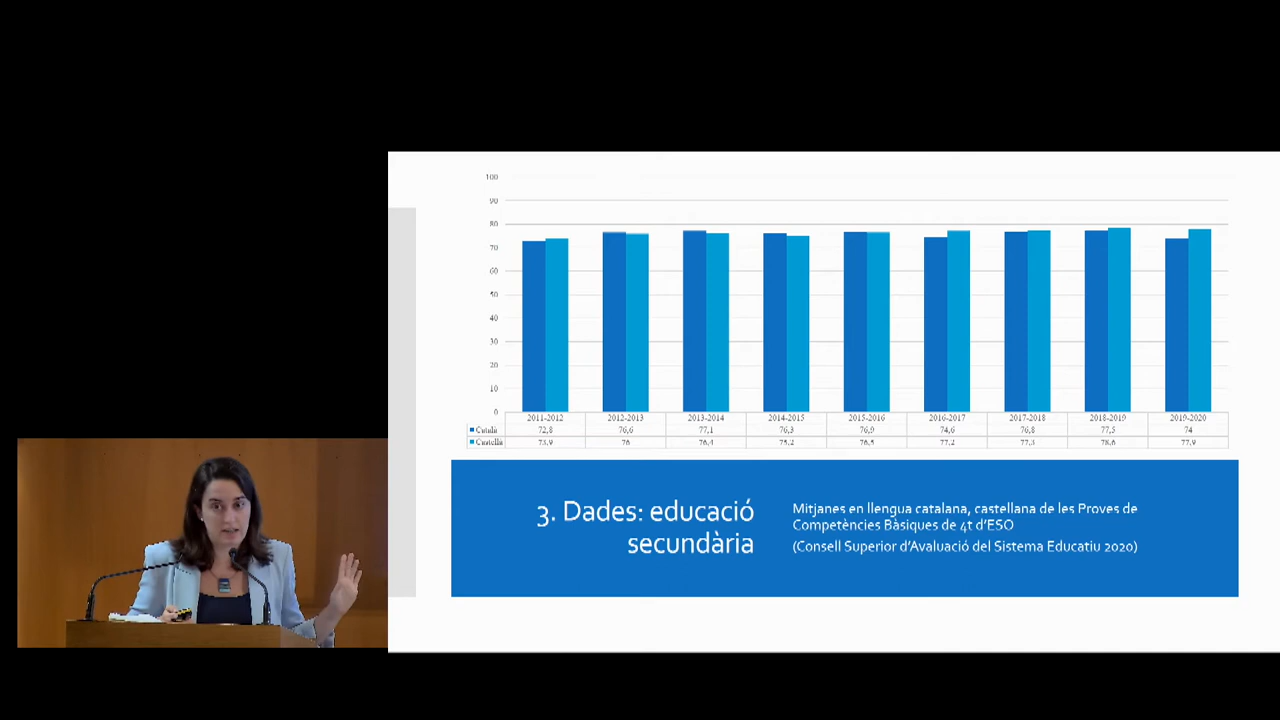 100
90
80
70
60
50
40
30
20
10
0
2011-2012 2012-2013 2013-2014 2014-2015 2015-2016 2016-2017 2017-2018 2018-2019 2019-2020
Català 72,8 76,6 77,1 76,3 76,9 74,6 76,8 77,5 74
Castellà 73,9 76 76,4 75,2 76,5 77,2 77,3 78,6 77,9
3. Dades: educació
secundària
Mitjanes en llengua catalana, castellana de les Proves de
Competències Bàsiques de 4t d'ESO
(Consell Superior d'Avaluació del Sistema Educatiu 2020)